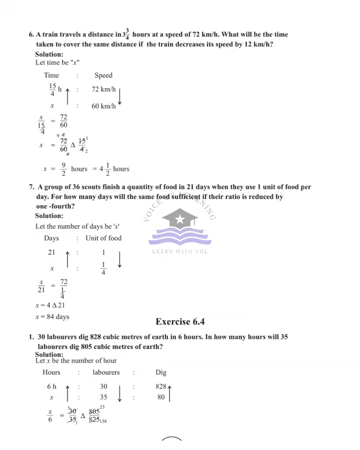 6. A train travels a distance in 3 3/4 hours at a speed of 72 km/h. What will be the time
taken to cover the same distance if the train decreases its speed by 12 km/h?
Solution:
Let time be "x"
Time : Speed
15/4 h : 72 km/h
x : 60 km/h
x / 15/4 = 72/60
x = 72/60 Δ 15/4
x = 9/2 hours = 4 1/2 hours
7. A group of 36 scouts finish a quantity of food in 21 days when they use 1 unit of food per
day. For how many days will the same food sufficient if their ratio is reduced by
one -fourth?
Solution:
Let the number of days be 'x'
Days : Unit of food
21 : 1
x : 1/4
LEARN WITH YOU
x/21 = 72 / 1/4
x = 4 Δ 21
x = 84 days
Exercise 6.4
1. 30 labourers dig 828 cubic metres of earth in 6 hours. In how many hours will 35
labourers dig 805 cubic metres of earth?
Solution:
Let x be the number of hour
Hours : labourers : Dig
6 h : 30 : 828
x : 35 : 80
x/6 = 30/35 Δ 805/825